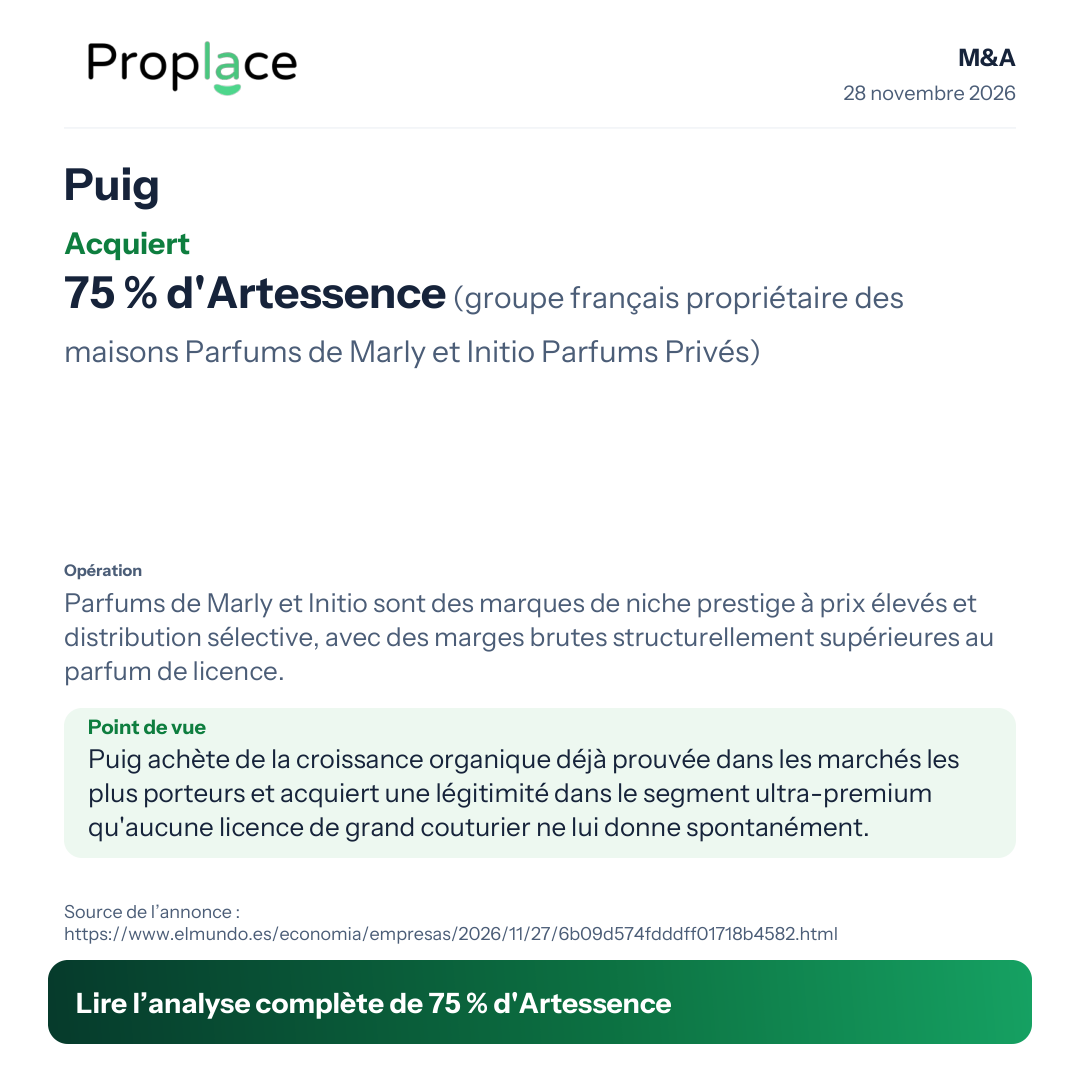 Proplace
M&A
28 novembre 2026
Puig
Acquiert
75 % d'Artessence (groupe français propriétaire des
maisons Parfums de Marly et Initio Parfums Privés)
Opération
Parfums de Marly et Initio sont des marques de niche prestige à prix élevés et
distribution sélective, avec des marges brutes structurellement supérieures au
parfum de licence.
Point de vue
Puig achète de la croissance organique déjà prouvée dans les marchés les
plus porteurs et acquiert une légitimité dans le segment ultra-premium
qu'aucune licence de grand couturier ne lui donne spontanément.
Source de l’annonce :
https://www.elmundo.es/economia/empresas/2026/11/27/6b09d574fdddff01718b4582.html
Lire l’analyse complète de 75 % d'Artessence